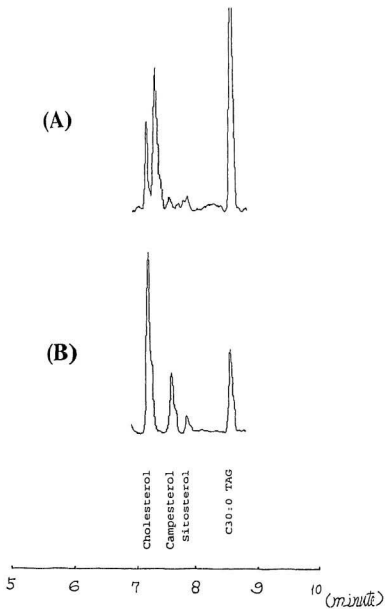 (A)
(B)
Cholesterol
Campesterol
sitosterol
C30:0 TAG
5 6 7 8 9 10 (minute)